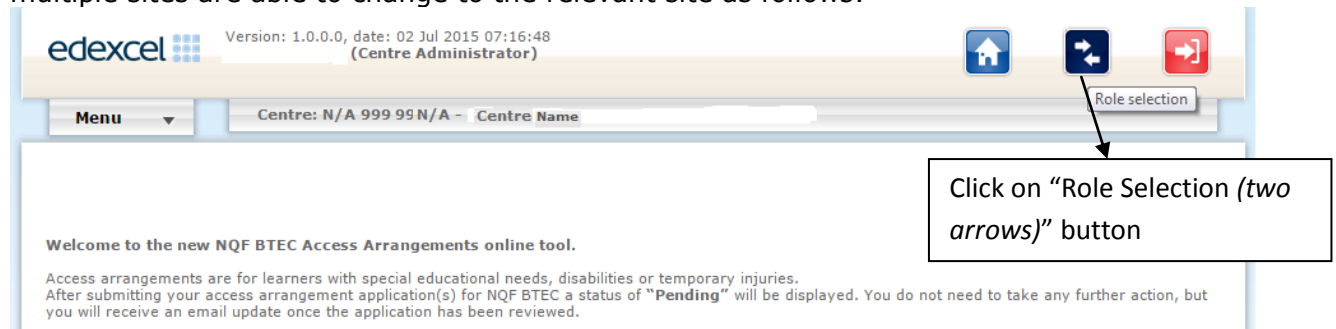 multiple sites are able to change to the relevant site as follows:
edexcel
Version: 1.0.0.0, date: 02 Jul 2015 07:16:48
(Centre Administrator)
Role selection
Menu
Centre: N/A 999 99N/A - Centre Name
Click on “Role Selection (two
arrows)” button
Welcome to the new NQF BTEC Access Arrangements online tool.
Access arrangements are for learners with special educational needs, disabilities or temporary injuries.
After submitting your access arrangement application(s) for NQF BTEC a status of “Pending” will be displayed. You do not need to take any further action, but
you will receive an email update once the application has been reviewed.